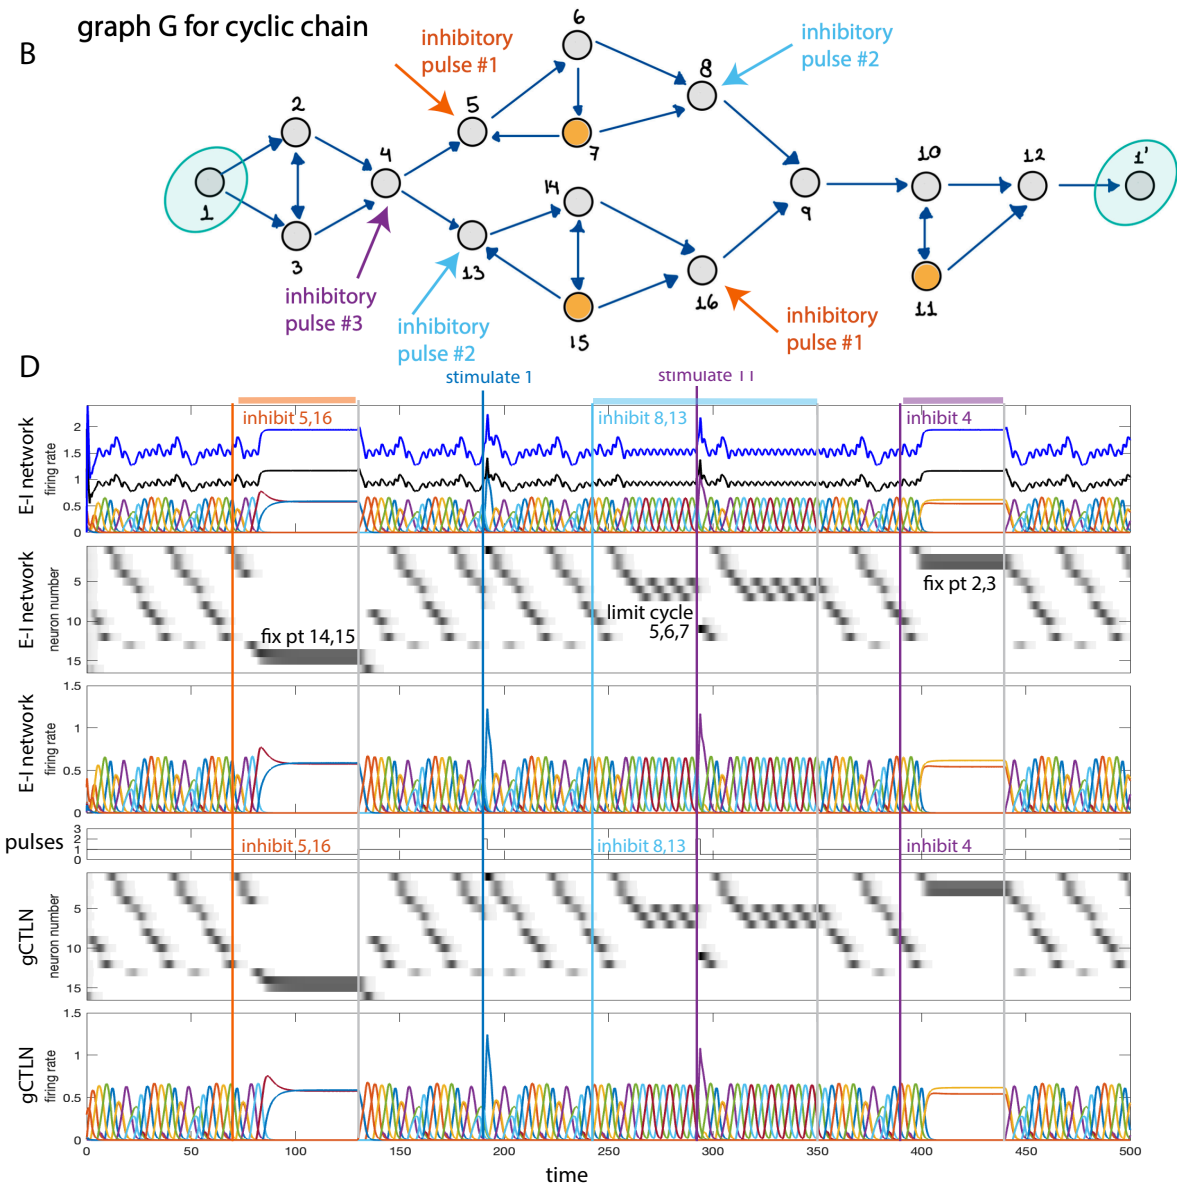 B
graph G for cyclic chain
inhibitory
pulse #1
6
inhibitory
pulse #2
8
5
2
4
7
10
12
1'
1
14
9
3
13
16
11
inhibitory
pulse #3
inhibitory
pulse #2
15
inhibitory
pulse #1
D
stimulate 1
stimulate 11
E-I network
firing rate
2
1.5
1
0.5
0
inhibit 5,16
inhibit 8,13
inhibit 4
E-I network
neuron number
5
10
15
fix pt 14,15
limit cycle
5,6,7
fix pt 2,3
E-I network
firing rate
1.5
1
0.5
0
pulses
3
2
1
0
inhibit 5,16
inhibit 8,13
inhibit 4
gCTLN
neuron number
5
10
15
gCTLN
firing rate
1.5
1
0.5
0
0
50
100
150
200
250
300
350
400
450
500
time